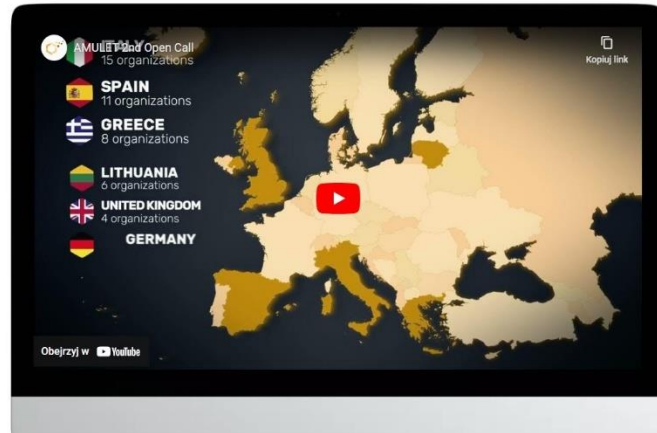 AMULET 2nd Open Call
ITALY
15 organizations
Kopiuj link
SPAIN
11 organizations
GREECE
8 organizations
LITHUANIA
6 organizations
UNITED KINGDOM
4 organizations
GERMANY
Obejrzyj w YouTube